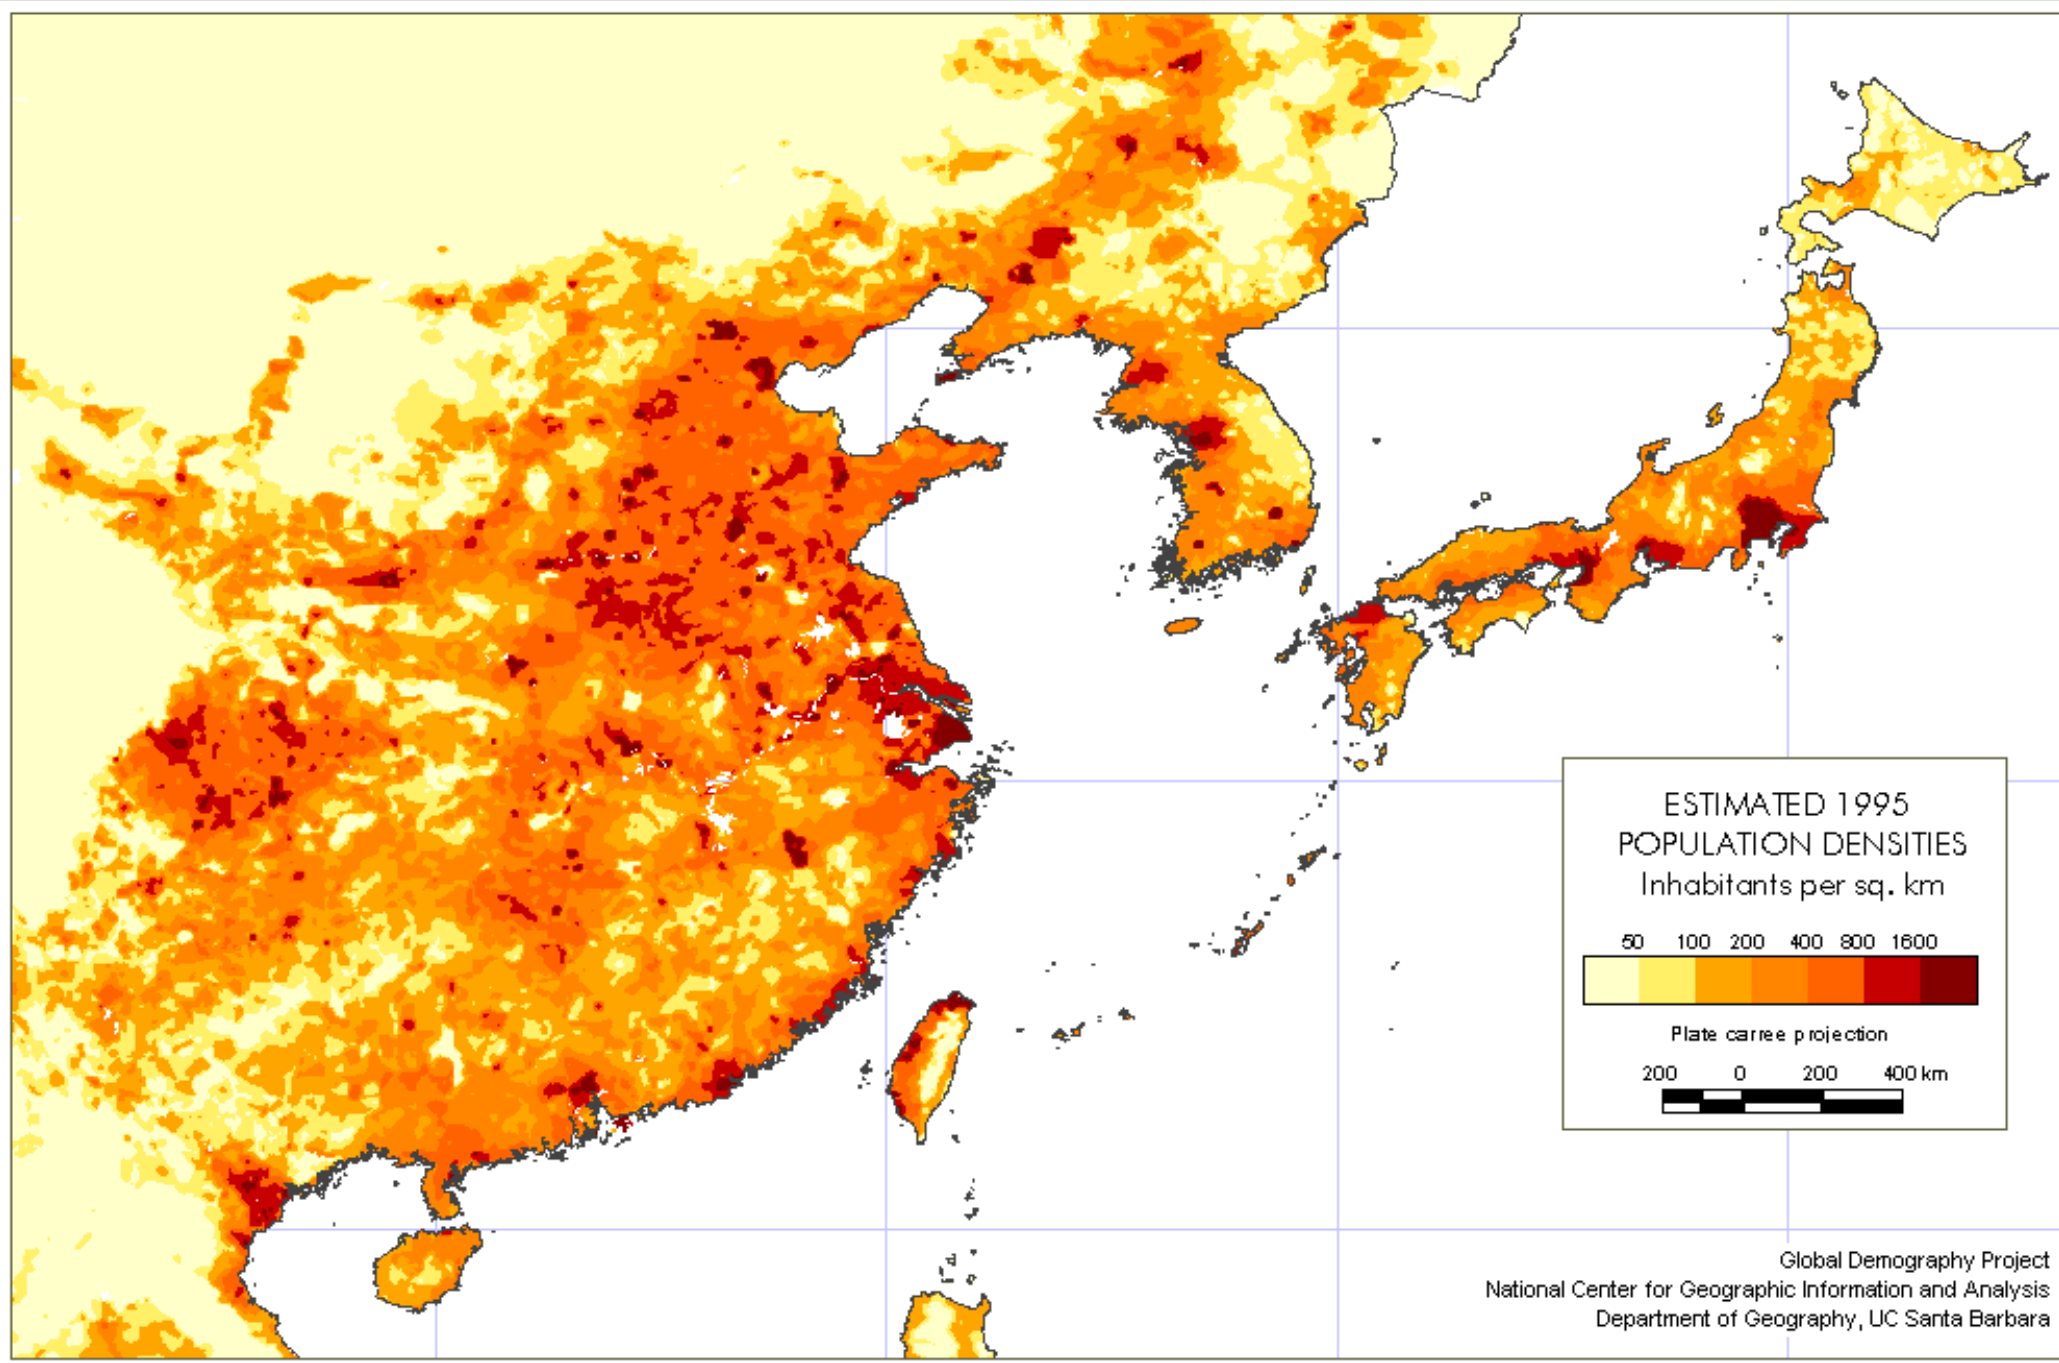 ESTIMATED 1995
POPULATION DENSITIES
Inhabitants per sq. km
50 100 200 400 800 1600
Plate carree projection
200 0 200 400 km
Global Demography Project
National Center for Geographic Information and Analysis
Department of Geography, UC Santa Barbara